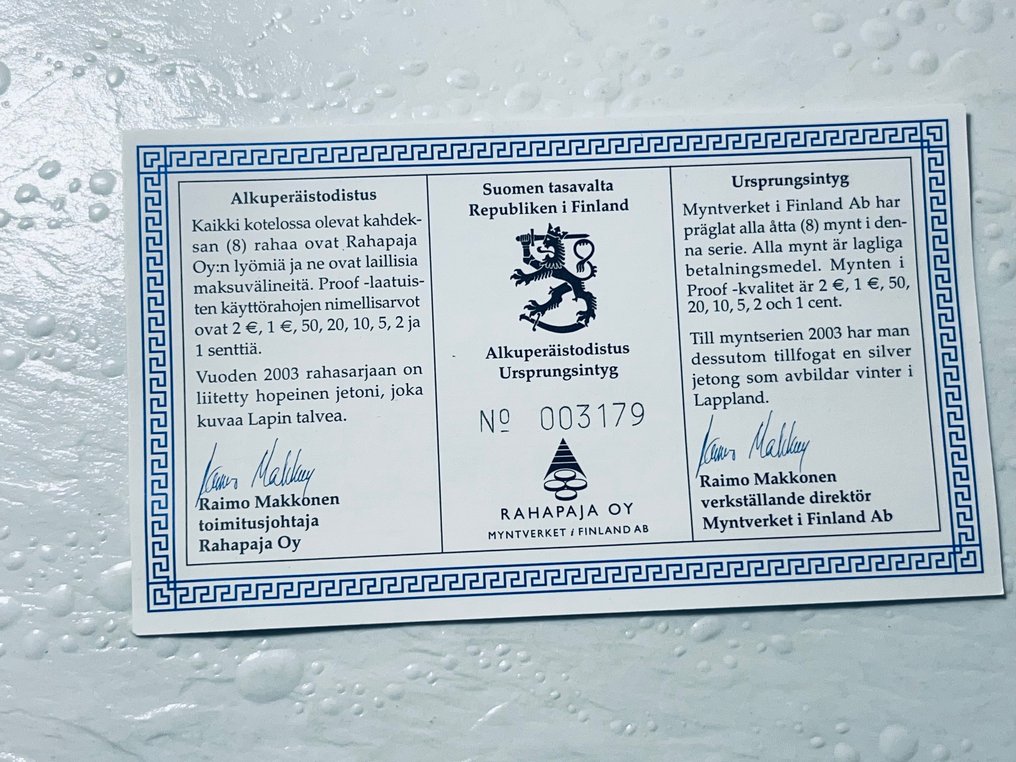 Alkuperäistodistus
Kaikki kotelossa olevat kahdek-
san (8) rahaa ovat Rahapaja
Oy:n lyömiä ja ne ovat laillisia
maksuvälineitä. Proof -laatuis-
ten käyttörahojen nimellisarvot
ovat 2 €, 1 €, 50, 20, 10, 5, 2 ja
1 senttiä.
Vuoden 2003 rahasarjaan on
liitetty hopeinen jetoni, joka
kuvaa Lapin talvea.
Raimo Makkonen
toimitusjohtaja
Rahapaja Oy
Suomen tasavalta
Republiken i Finland
Alkuperäistodistus
Ursprungsintyg
Nº 003179
RAHAPAJA OY
MYNTVERKET i FINLAND AB
Ursprungsintyg
Myntverket i Finland Ab har
präglat alla åtta (8) mynt i den-
na serie. Alla mynt är lagliga
betalningsmedel. Mynten i
Proof -kvalitet är 2 €, 1 €, 50,
20, 10, 5, 2 och 1 cent.
Till myntserien 2003 har man
dessutom tillfogat en silver
jetong som avbildar vinter i
Lappland.
Raimo Makkonen
verkställande direktör
Myntverket i Finland Ab